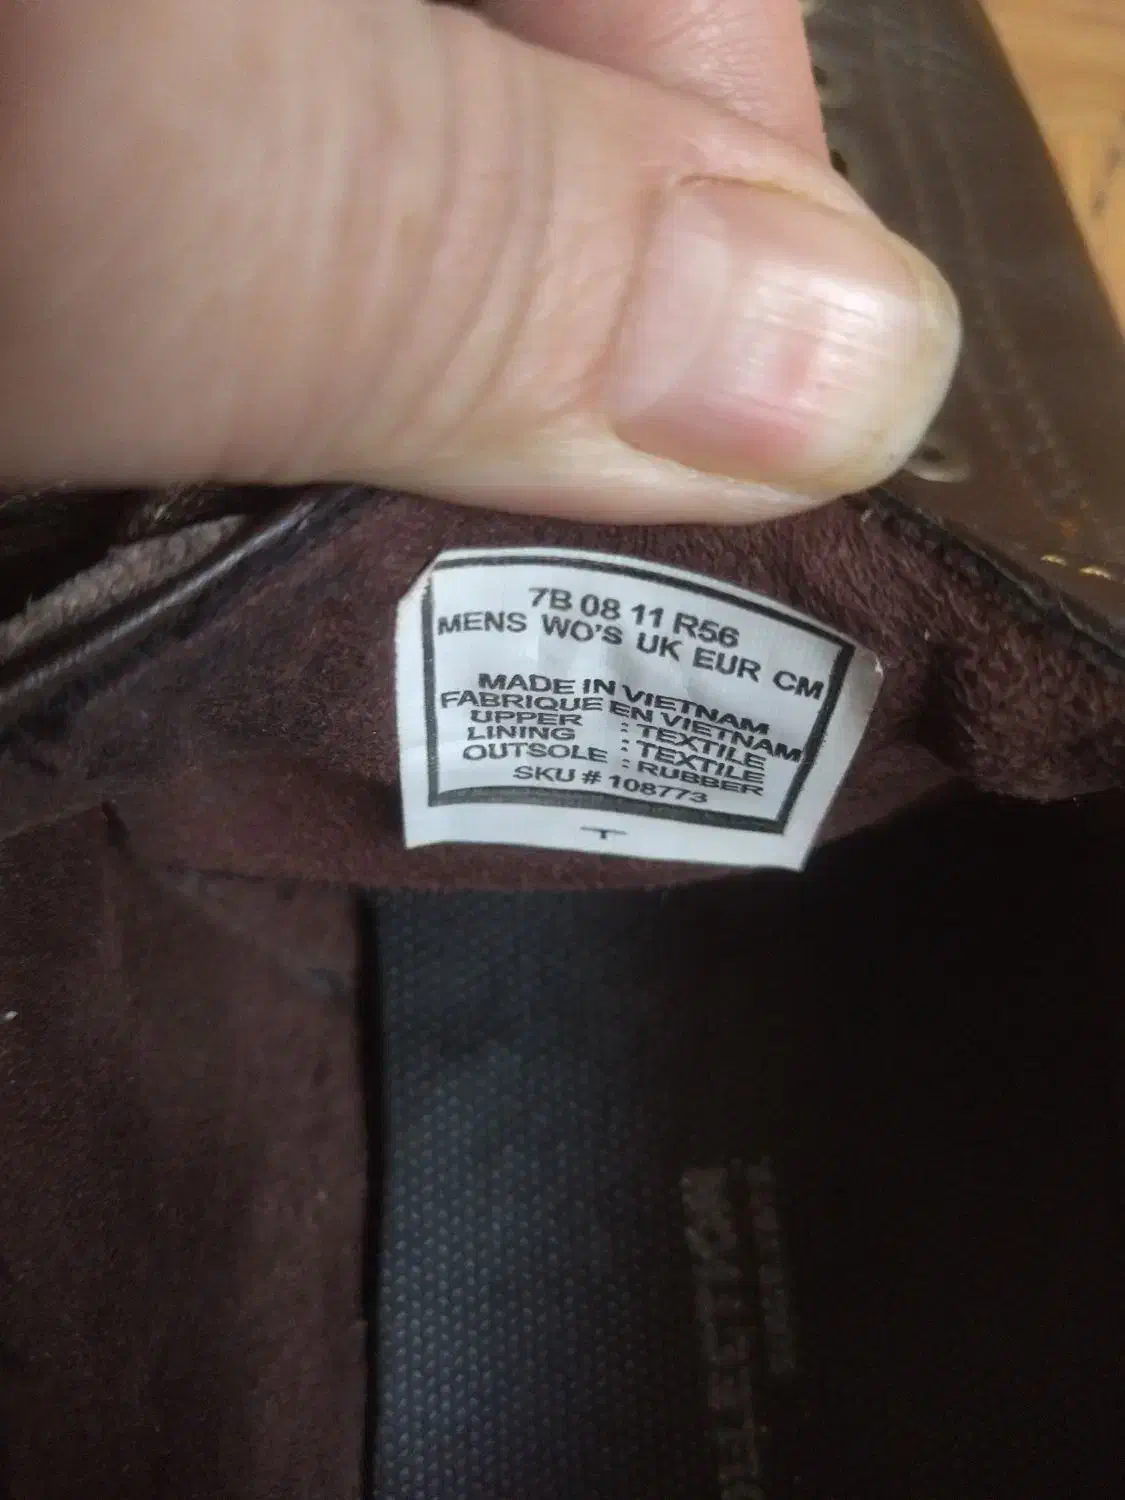 7B 08 11 R56
MENS WO'S UK EUR CM
MADE IN VIETNAM
FABRIQUE EN VIETNAM
UPPER : TEXTILE
LINING : TEXTILE
OUTSOLE : RUBBER
SKU # 108773
T